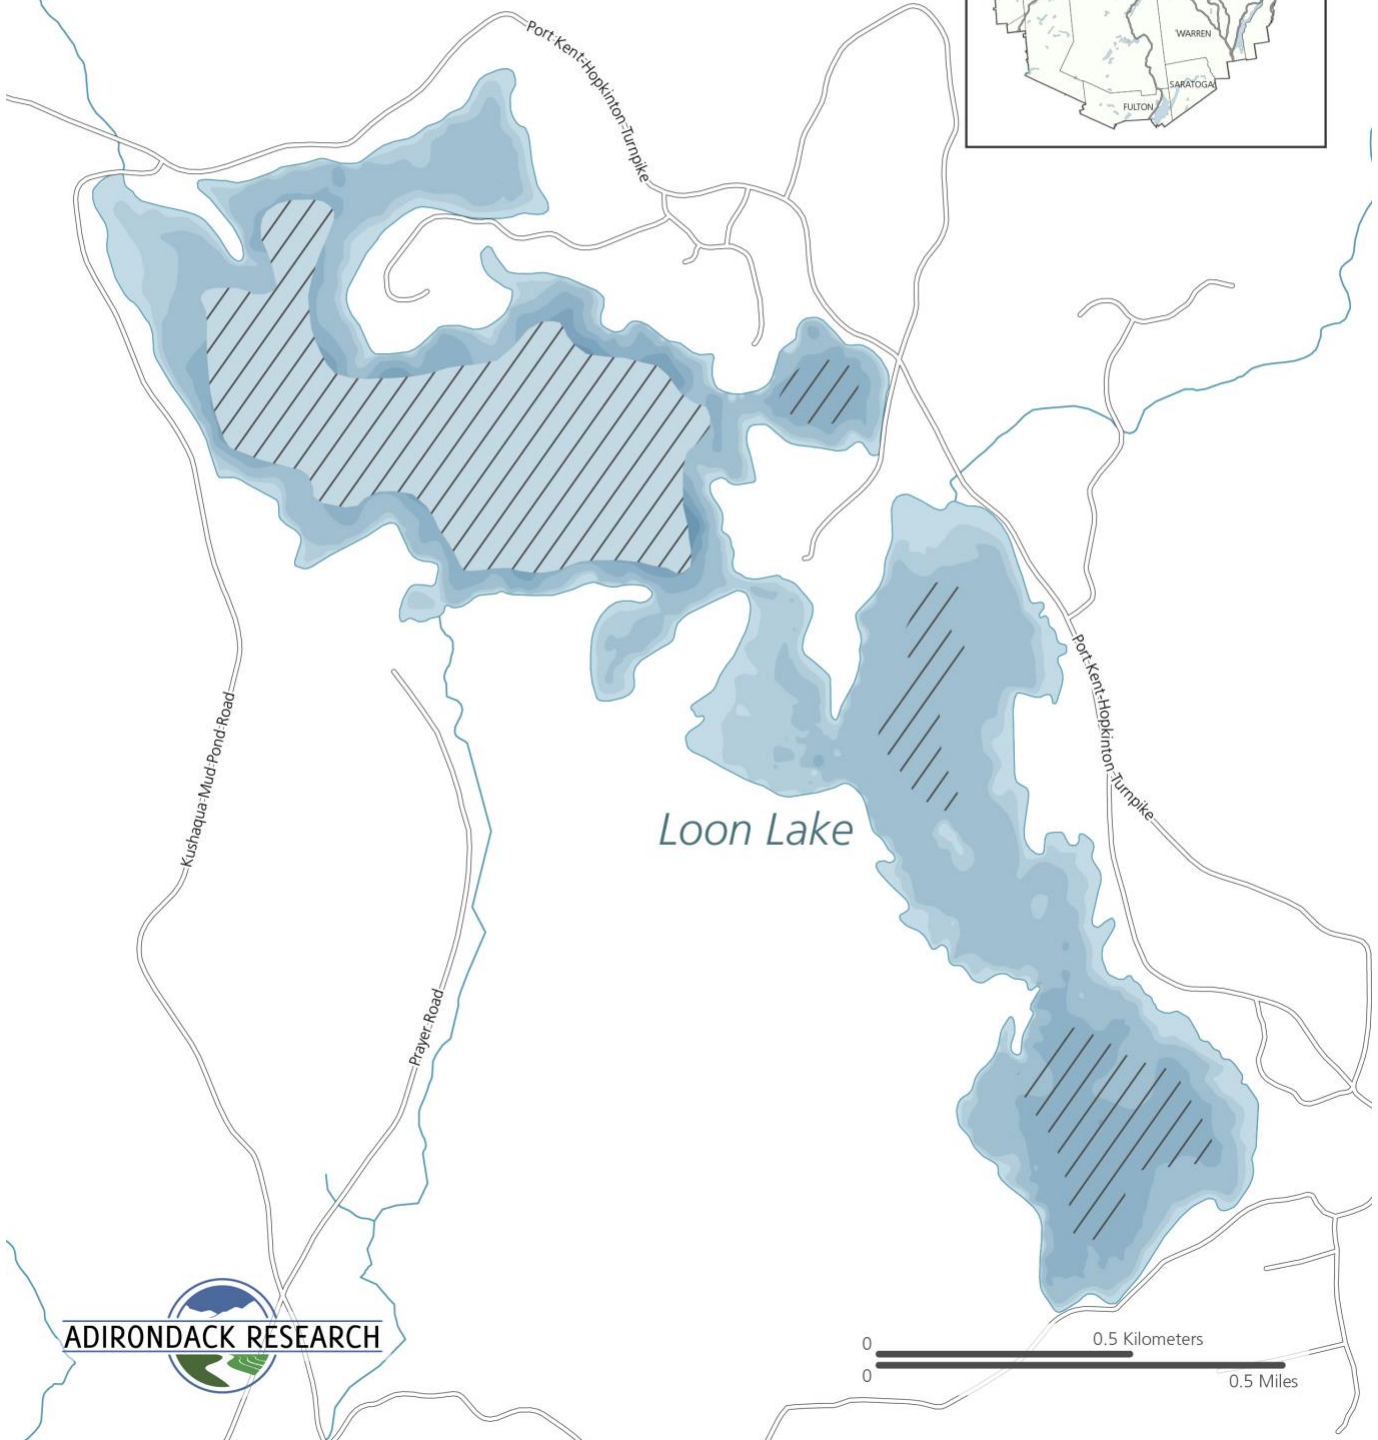 WARREN
SARATOGA
FULTON
Port-Kent-Hopkinton-Turnpike
Port-Kent-Hopkinton-Turnpike
Kushaqua-Mud-Pond-Road
Loon Lake
Prayer-Road
ADIRONDACK RESEARCH
0 0.5 Kilometers
0 0.5 Miles